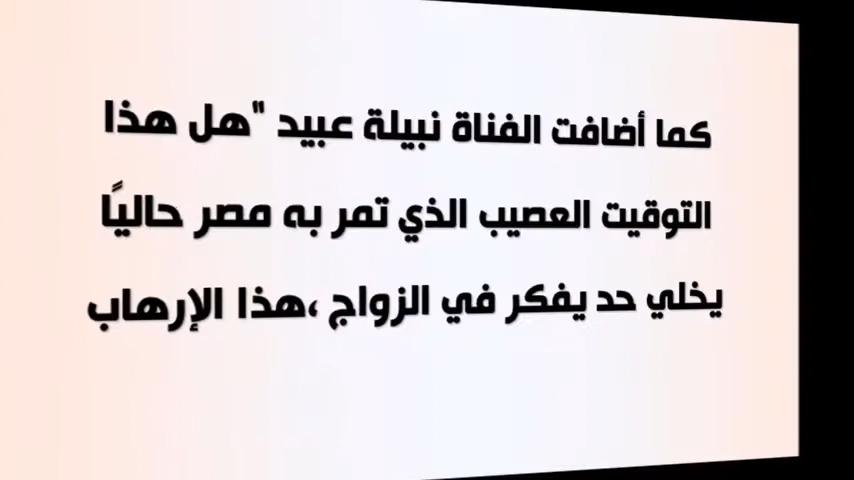 كما أضافت الفناة نبيلة عبيد "هل هذا
التوقيت العصيب الذي تمر به مصر حاليًا
يخلي حد يفكر في الزواج ،هذا الإرهاب